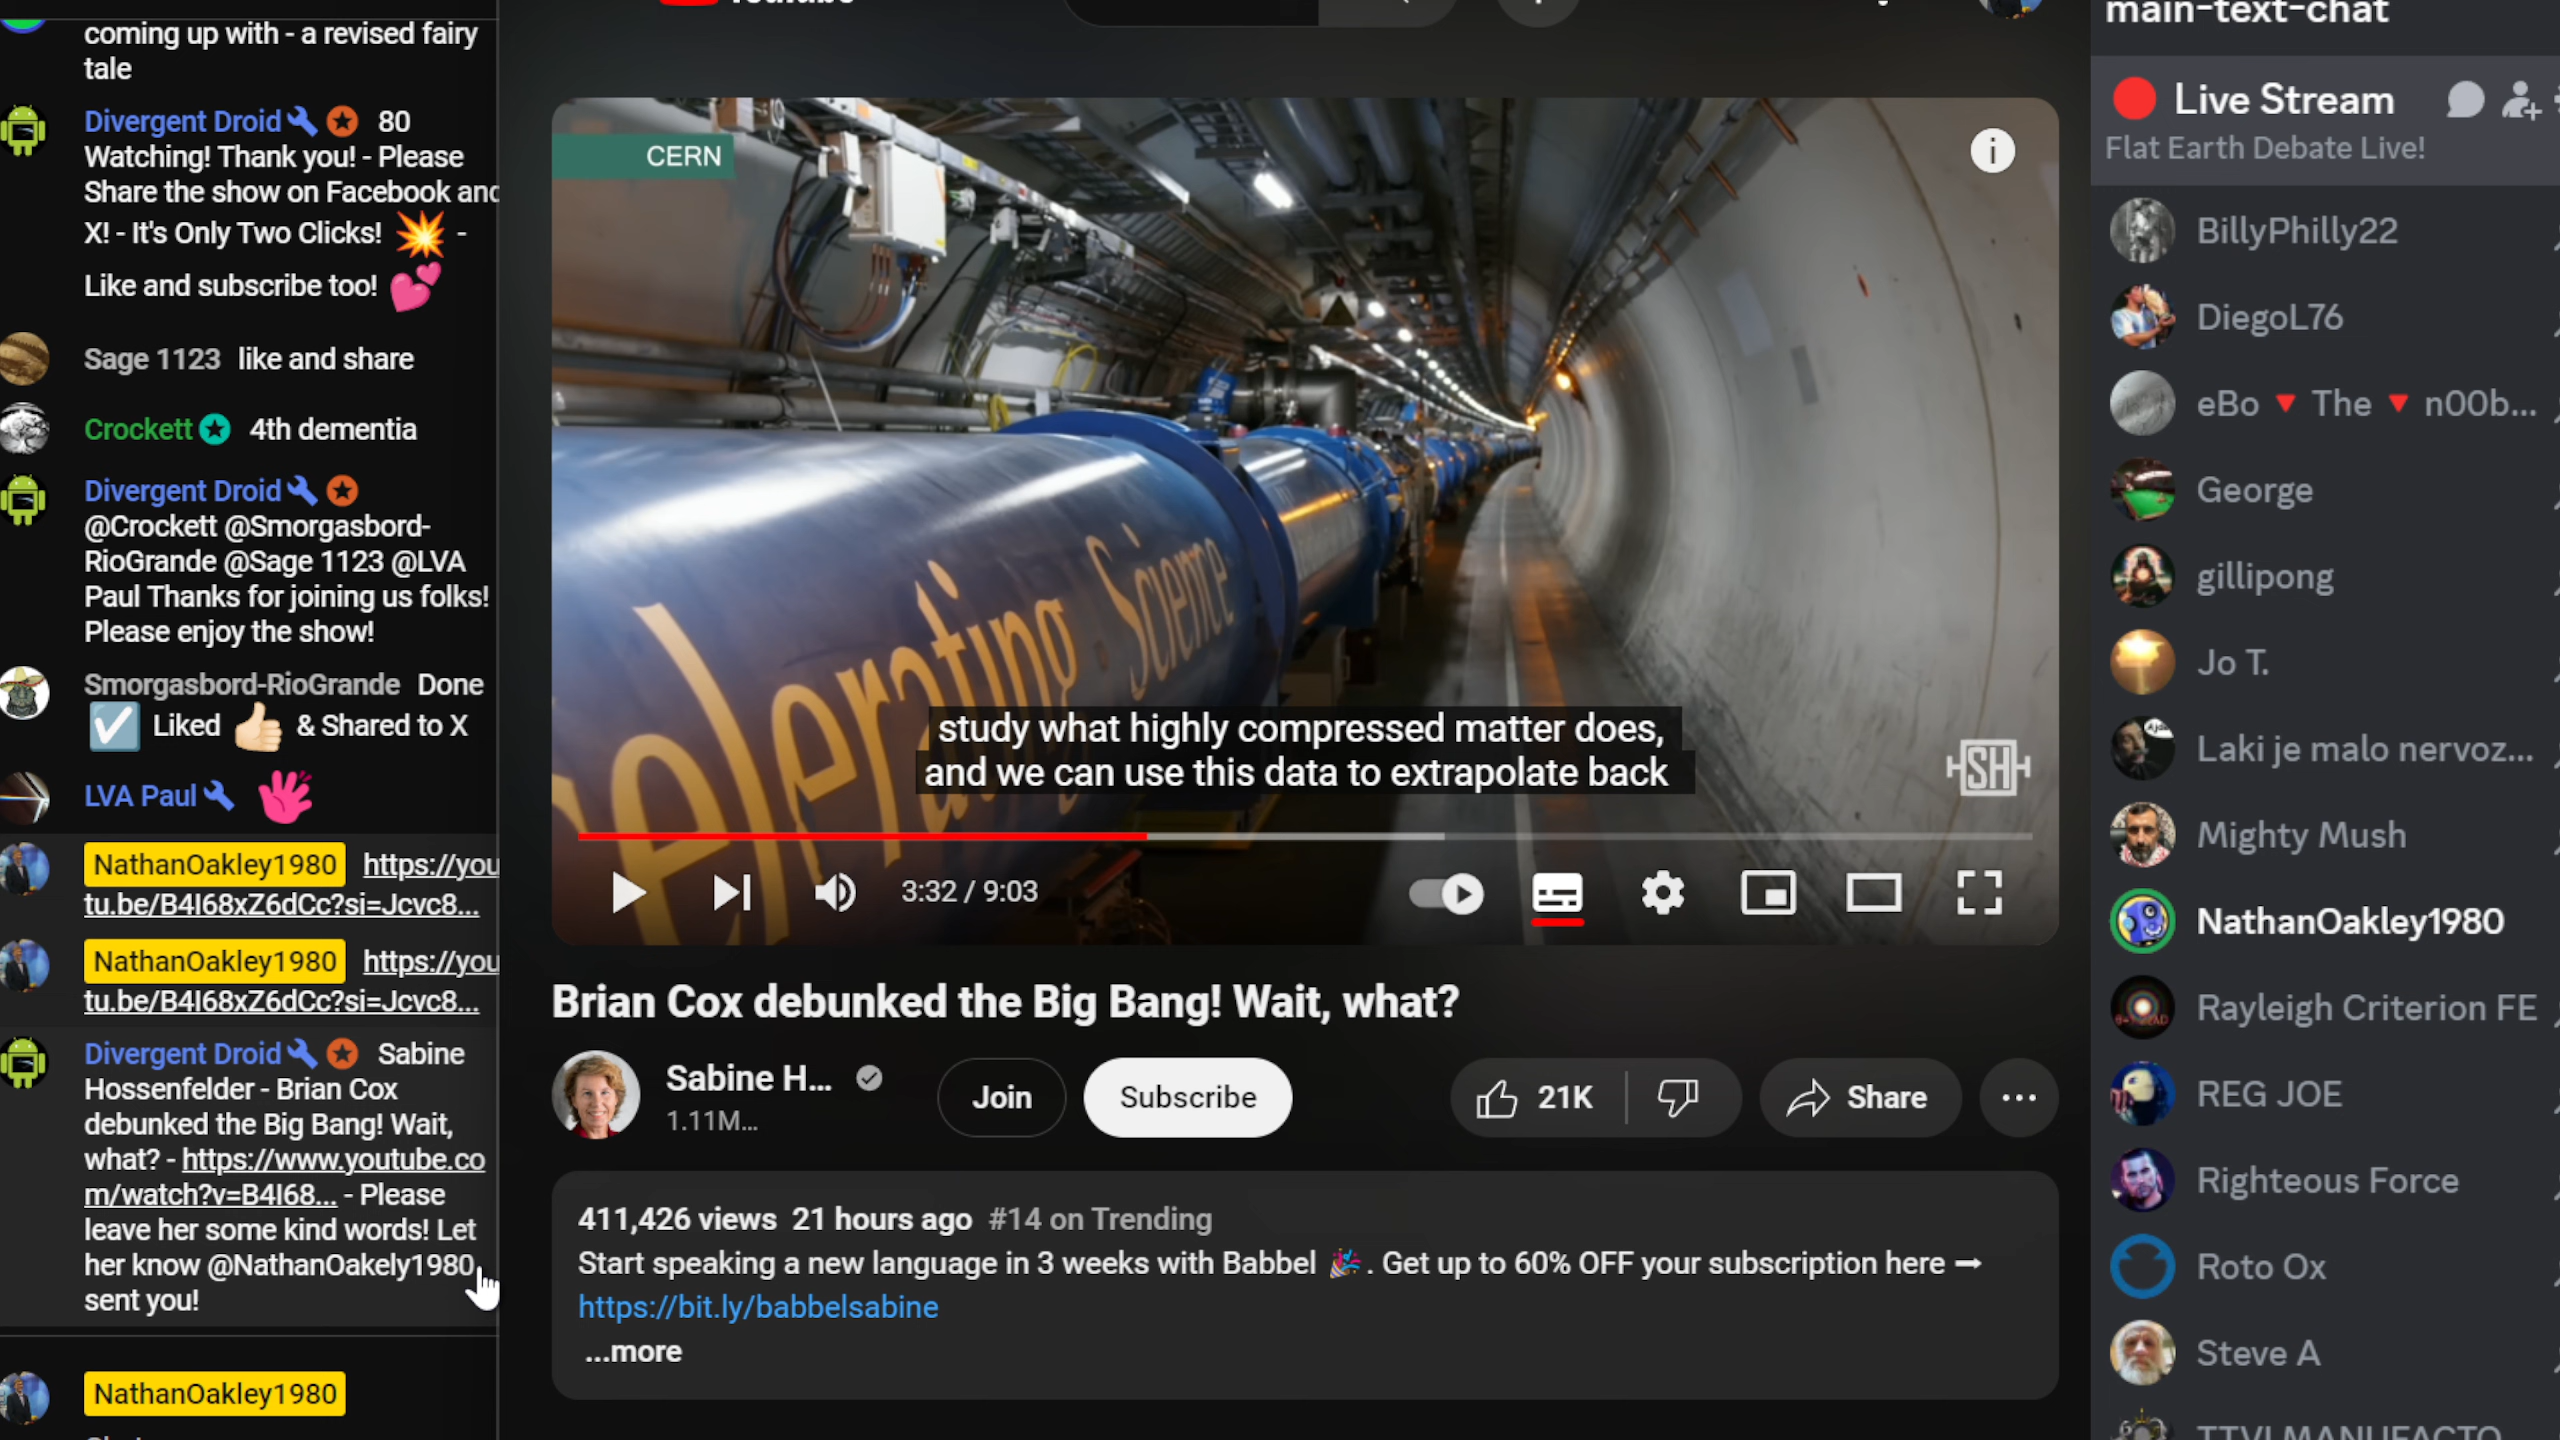 coming up with - a revised fairy
tale
Divergent Droid 80
Watching! Thank you! - Please
Share the show on Facebook and
X! - It's Only Two Clicks! 💥 -
Like and subscribe too! 💕
Sage 1123 like and share
Crockett 4th dementia
Divergent Droid
@Crockett @Smorgasbord-
RioGrande @Sage 1123 @LVA
Paul Thanks for joining us folks!
Please enjoy the show!
Smorgasbord-RioGrande Done
☑️ Liked 👍🏻 & Shared to X
LVA Paul
NathanOakley1980 https://you
tu.be/B4I68xZ6dCc?si=Jcvc8...
NathanOakley1980 https://you
tu.be/B4I68xZ6dCc?si=Jcvc8...
Divergent Droid Sabine
Hossenfelder - Brian Cox
debunked the Big Bang! Wait,
what? - https://www.youtube.co
m/watch?v=B4I68... - Please
leave her some kind words! Let
her know @NathanOakely1980
sent you!
NathanOakley1980
CERN
elerating Science
study what highly compressed matter does,
and we can use this data to extrapolate back
SH
3:32 / 9:03
Brian Cox debunked the Big Bang! Wait, what?
Sabine H...
1.11M...
Join
Subscribe
21K
Share
411,426 views 21 hours ago #14 on Trending
Start speaking a new language in 3 weeks with Babbel 🎉. Get up to 60% OFF your subscription here ➞
https://bit.ly/babbelsabine
...more
main-text-chat
Live Stream
Flat Earth Debate Live!
BillyPhilly22
DiegoL76
eBo 🔻 The 🔻 n00b...
George
gillipong
Jo T.
Laki je malo nervoz...
Mighty Mush
NathanOakley1980
Rayleigh Criterion FE
REG JOE
Righteous Force
Roto Ox
Steve A